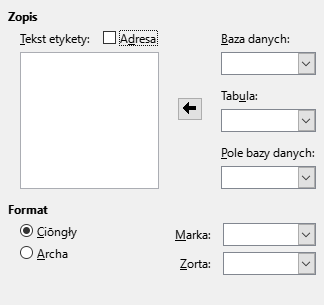 Zopis
Tekst etykety: Adresa
Baza danych:
Tabula:
Pole bazy danych:
Format
Ciōngły
Archa
Marka:
Zorta: